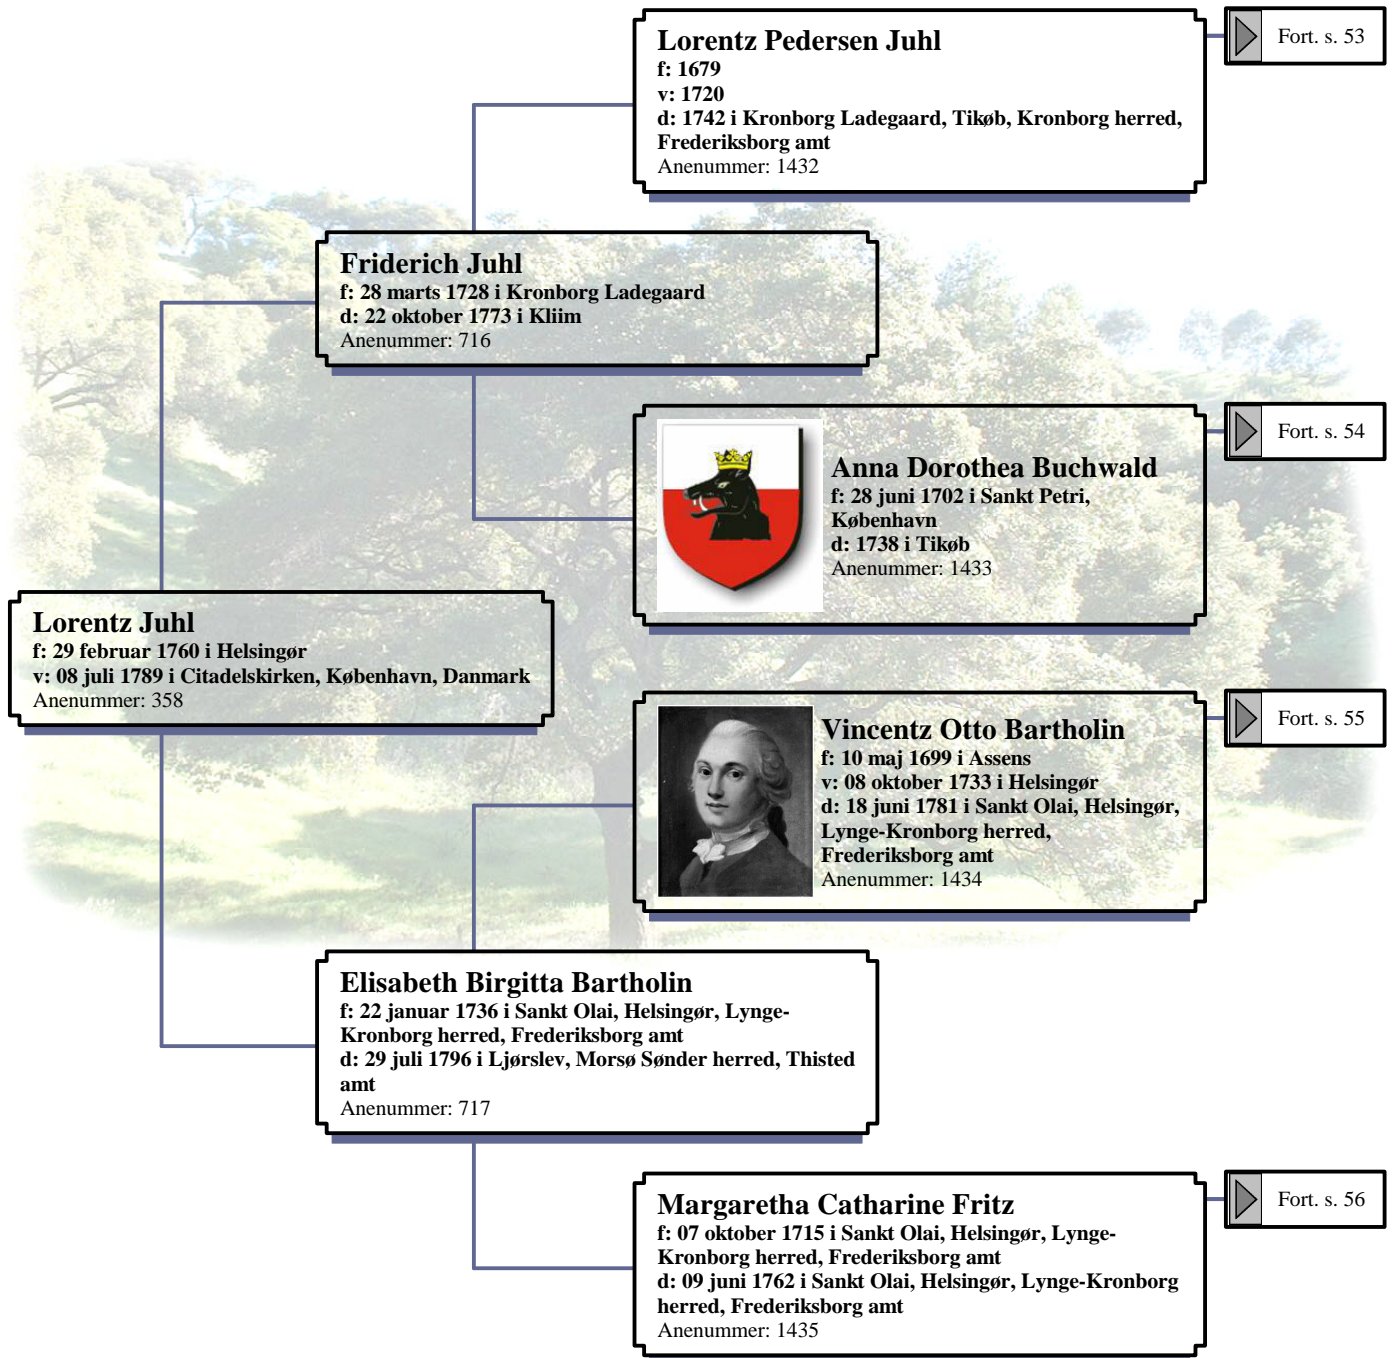 Lorentz Pedersen Juhl
f: 1679
v: 1720
d: 1742 i Kronborg Ladegaard, Tikøb, Kronborg herred,
Frederiksborg amt
Anenummer: 1432
Fort. s. 53
Friderich Juhl
f: 28 marts 1728 i Kronborg Ladegaard
d: 22 oktober 1773 i Kliim
Anenummer: 716
Anna Dorothea Buchwald
f: 28 juni 1702 i Sankt Petri,
København
d: 1738 i Tikøb
Anenummer: 1433
Fort. s. 54
Lorentz Juhl
f: 29 februar 1760 i Helsingør
v: 08 juli 1789 i Citadelskirken, København, Danmark
Anenummer: 358
Vincentz Otto Bartholin
f: 10 maj 1699 i Assens
v: 08 oktober 1733 i Helsingør
d: 18 juni 1781 i Sankt Olai, Helsingør,
Lynge-Kronborg herred,
Frederiksborg amt
Anenummer: 1434
Fort. s. 55
Elisabeth Birgitta Bartholin
f: 22 januar 1736 i Sankt Olai, Helsingør, Lynge-
Kronborg herred, Frederiksborg amt
d: 29 juli 1796 i Ljørslev, Morsø Sønder herred, Thisted
amt
Anenummer: 717
Margaretha Catharine Fritz
f: 07 oktober 1715 i Sankt Olai, Helsingør, Lynge-
Kronborg herred, Frederiksborg amt
d: 09 juni 1762 i Sankt Olai, Helsingør, Lynge-Kronborg
herred, Frederiksborg amt
Anenummer: 1435
Fort. s. 56